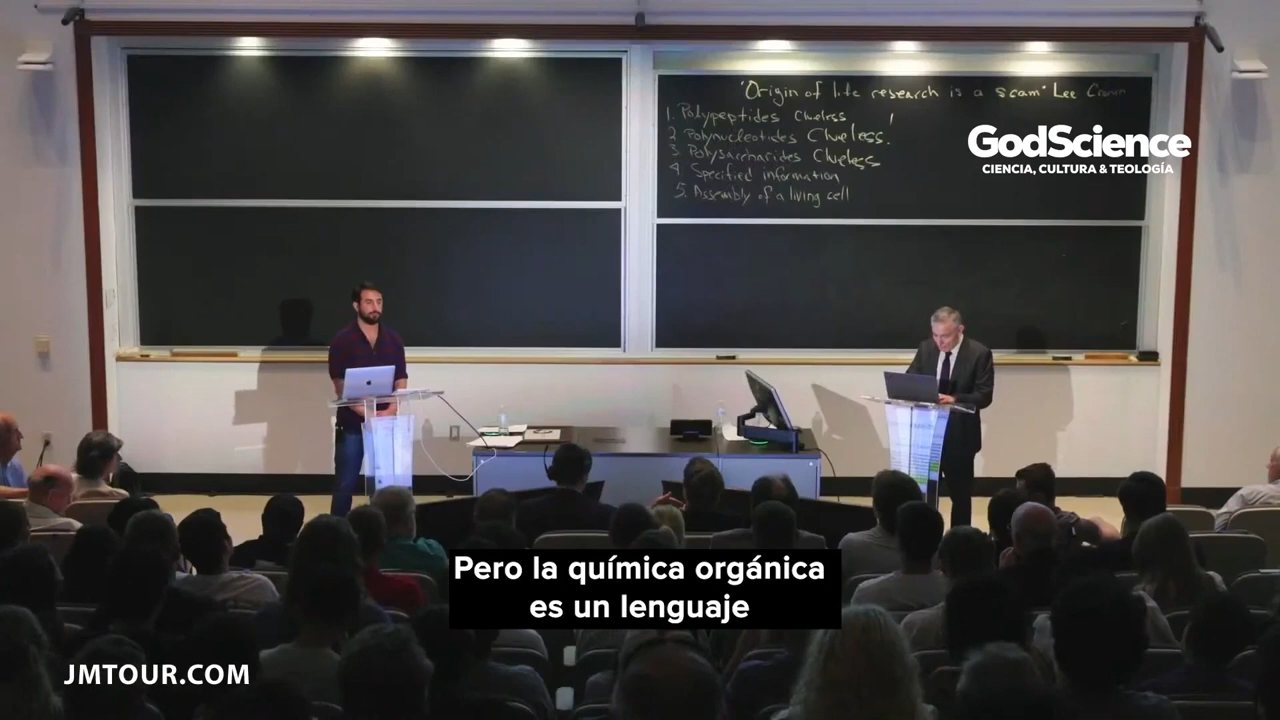 "Origin of life research is a scam" Lee Cronin
1. Polypeptides Clueless !
2 Polynucleotides Clueless.
3 Polysaccharides Clueless
4 Specified information
5. Assembly of a living cell
GodScience
CIENCIA, CULTURA & TEOLOGÍA
Pero la química orgánica
es un lenguaje
JMTOUR.COM